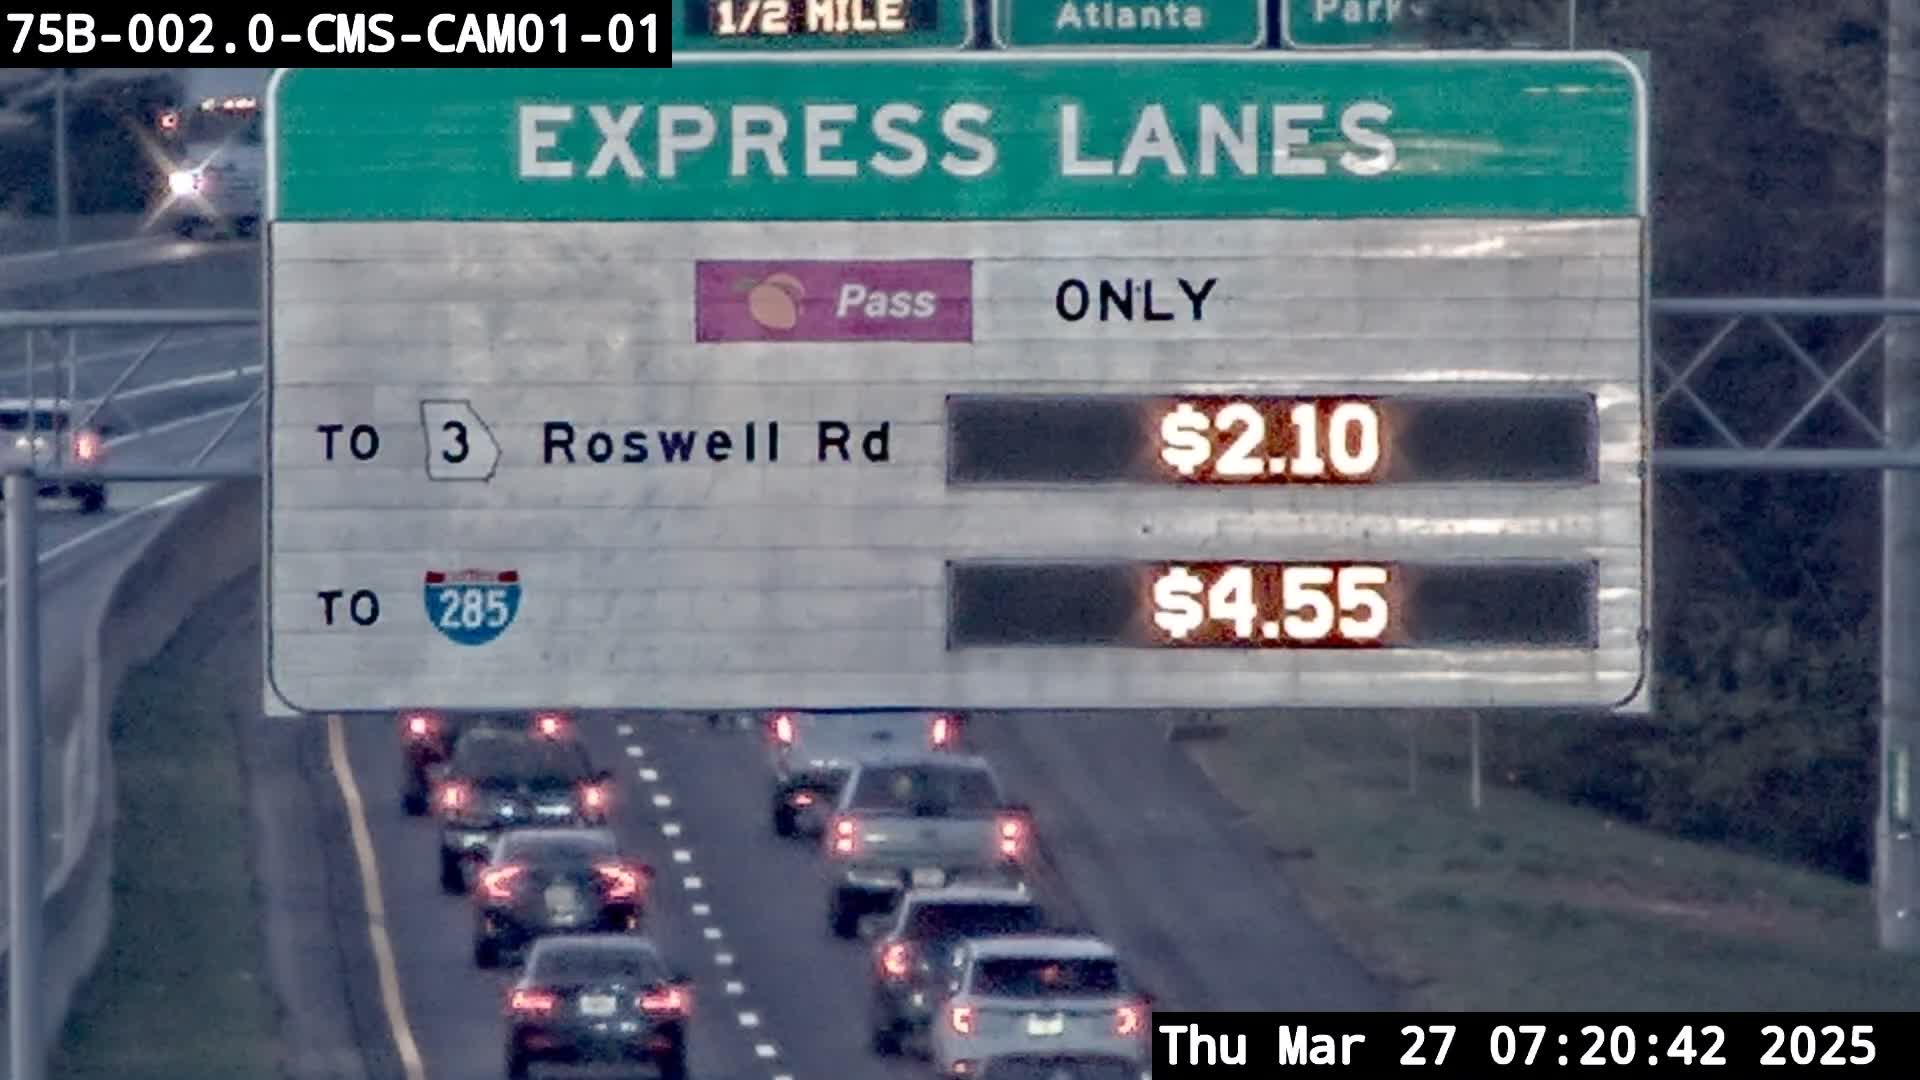 75B-002.0-CMS-CAM01-01
1/2 MILE
Atlanta
Park
EXPRESS LANES
Pass ONLY
TO 3 Roswell Rd $2.10
TO 285 $4.55
Thu Mar 27 07:20:42 2025